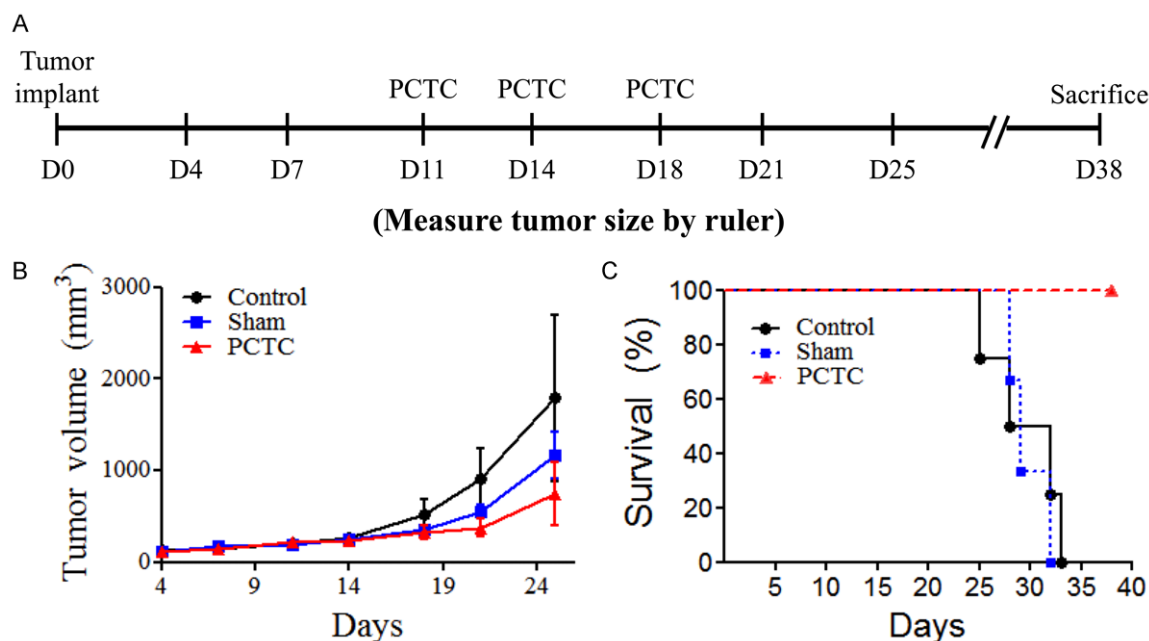 A
Tumor
implant
PCTC PCTC PCTC
Sacrifice
D0 D4 D7 D11 D14 D18 D21 D25 D38
(Measure tumor size by ruler)
B
Tumor volume (mm³)
3000
2000
1000
0
Control
Sham
PCTC
4 9 14 19 24
Days
C
Survival (%)
100
80
60
40
20
0
Control
Sham
PCTC
5 10 15 20 25 30 35 40
Days